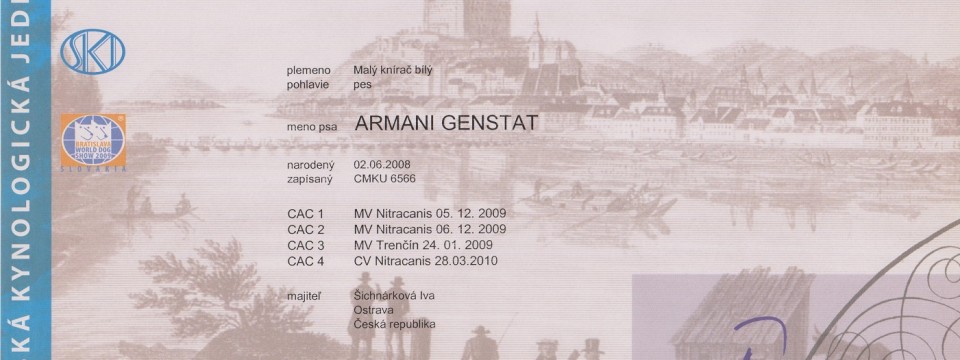 SKÁ KYNOLOGICKÁ JEDN
SKJ
BRATISLAVA
WORLD DOG
SHOW 2009
SLOVAKIA
plemeno Malý knírač bílý
pohlavie pes
meno psa ARMANI GENSTAT
narodený 02.06.2008
zapísaný CMKU 6566
CAC 1 MV Nitracanis 05. 12. 2009
CAC 2 MV Nitracanis 06. 12. 2009
CAC 3 MV Trenčín 24. 01. 2009
CAC 4 CV Nitracanis 28.03.2010
majiteľ Šichnárková Iva
Ostrava
Česká republika